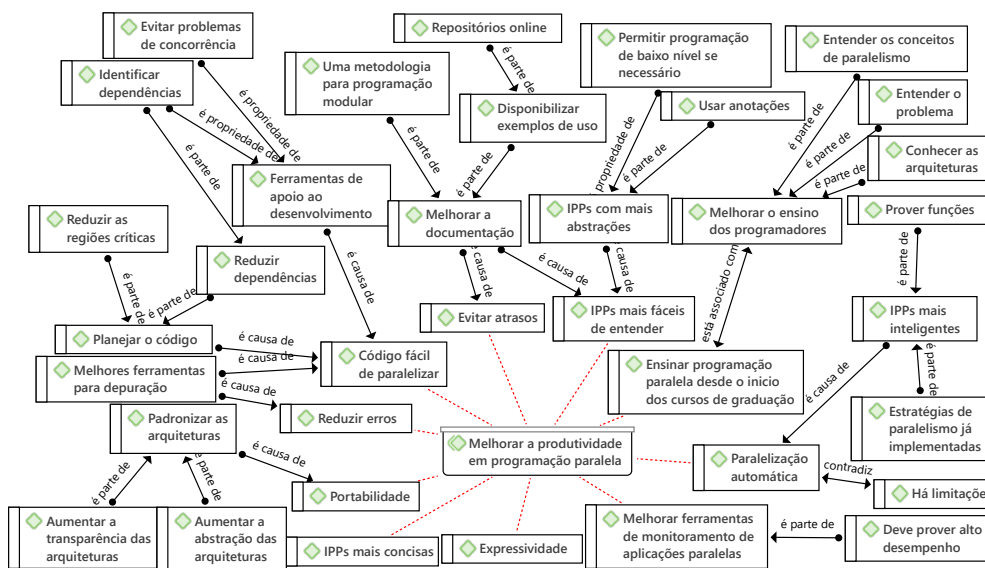 Evitar problemas
de concorrência
Repositórios online
Permitir programação
de baixo nível se
necessário
Entender os conceitos
de paralelismo
Identificar
dependências
Uma metodologia
para programação
modular
é parte de
Disponibilizar
exemplos de uso
Usar anotações
Entender o
problema
é propriedade de
é propriedade de
é parte de
é parte de
é parte de
propriedade de
é parte de
é parte de
é parte de
é parte de
Conhecer as
arquiteturas
é parte de
Ferramentas de
apoio ao
desenvolvimento
Melhorar a
documentação
IPPs com mais
abstrações
Melhorar o ensino
dos programadores
Prover funções
Reduzir as
regiões críticas
Reduzir
dependências
é parte de
é parte de
é causa de
é causa de
é causa de
é causa de
está associado com
é parte de
Planejar o código
Evitar atrasos
IPPs mais fáceis
de entender
IPPs mais
inteligentes
é causa de
é causa de
Código fácil
de paralelizar
Melhores ferramentas
para depuração
é causa de
Ensinar programação
paralela desde o inicio
dos cursos de graduação
é causa de
é parte de
Padronizar as
arquiteturas
Reduzir erros
Estratégias de
paralelismo já
implementadas
é causa de
Melhorar a produtividade
em programação paralela
Paralelização
automática
contradiz
é parte de
é parte de
Portabilidade
Há limitaçõe
Aumentar a
transparência das
arquiteturas
Aumentar a
abstração das
arquiteturas
IPPs mais concisas
Expressividade
Melhorar ferramentas
de monitoramento de
aplicações paralelas
é parte de
Deve prover alto
desempenho